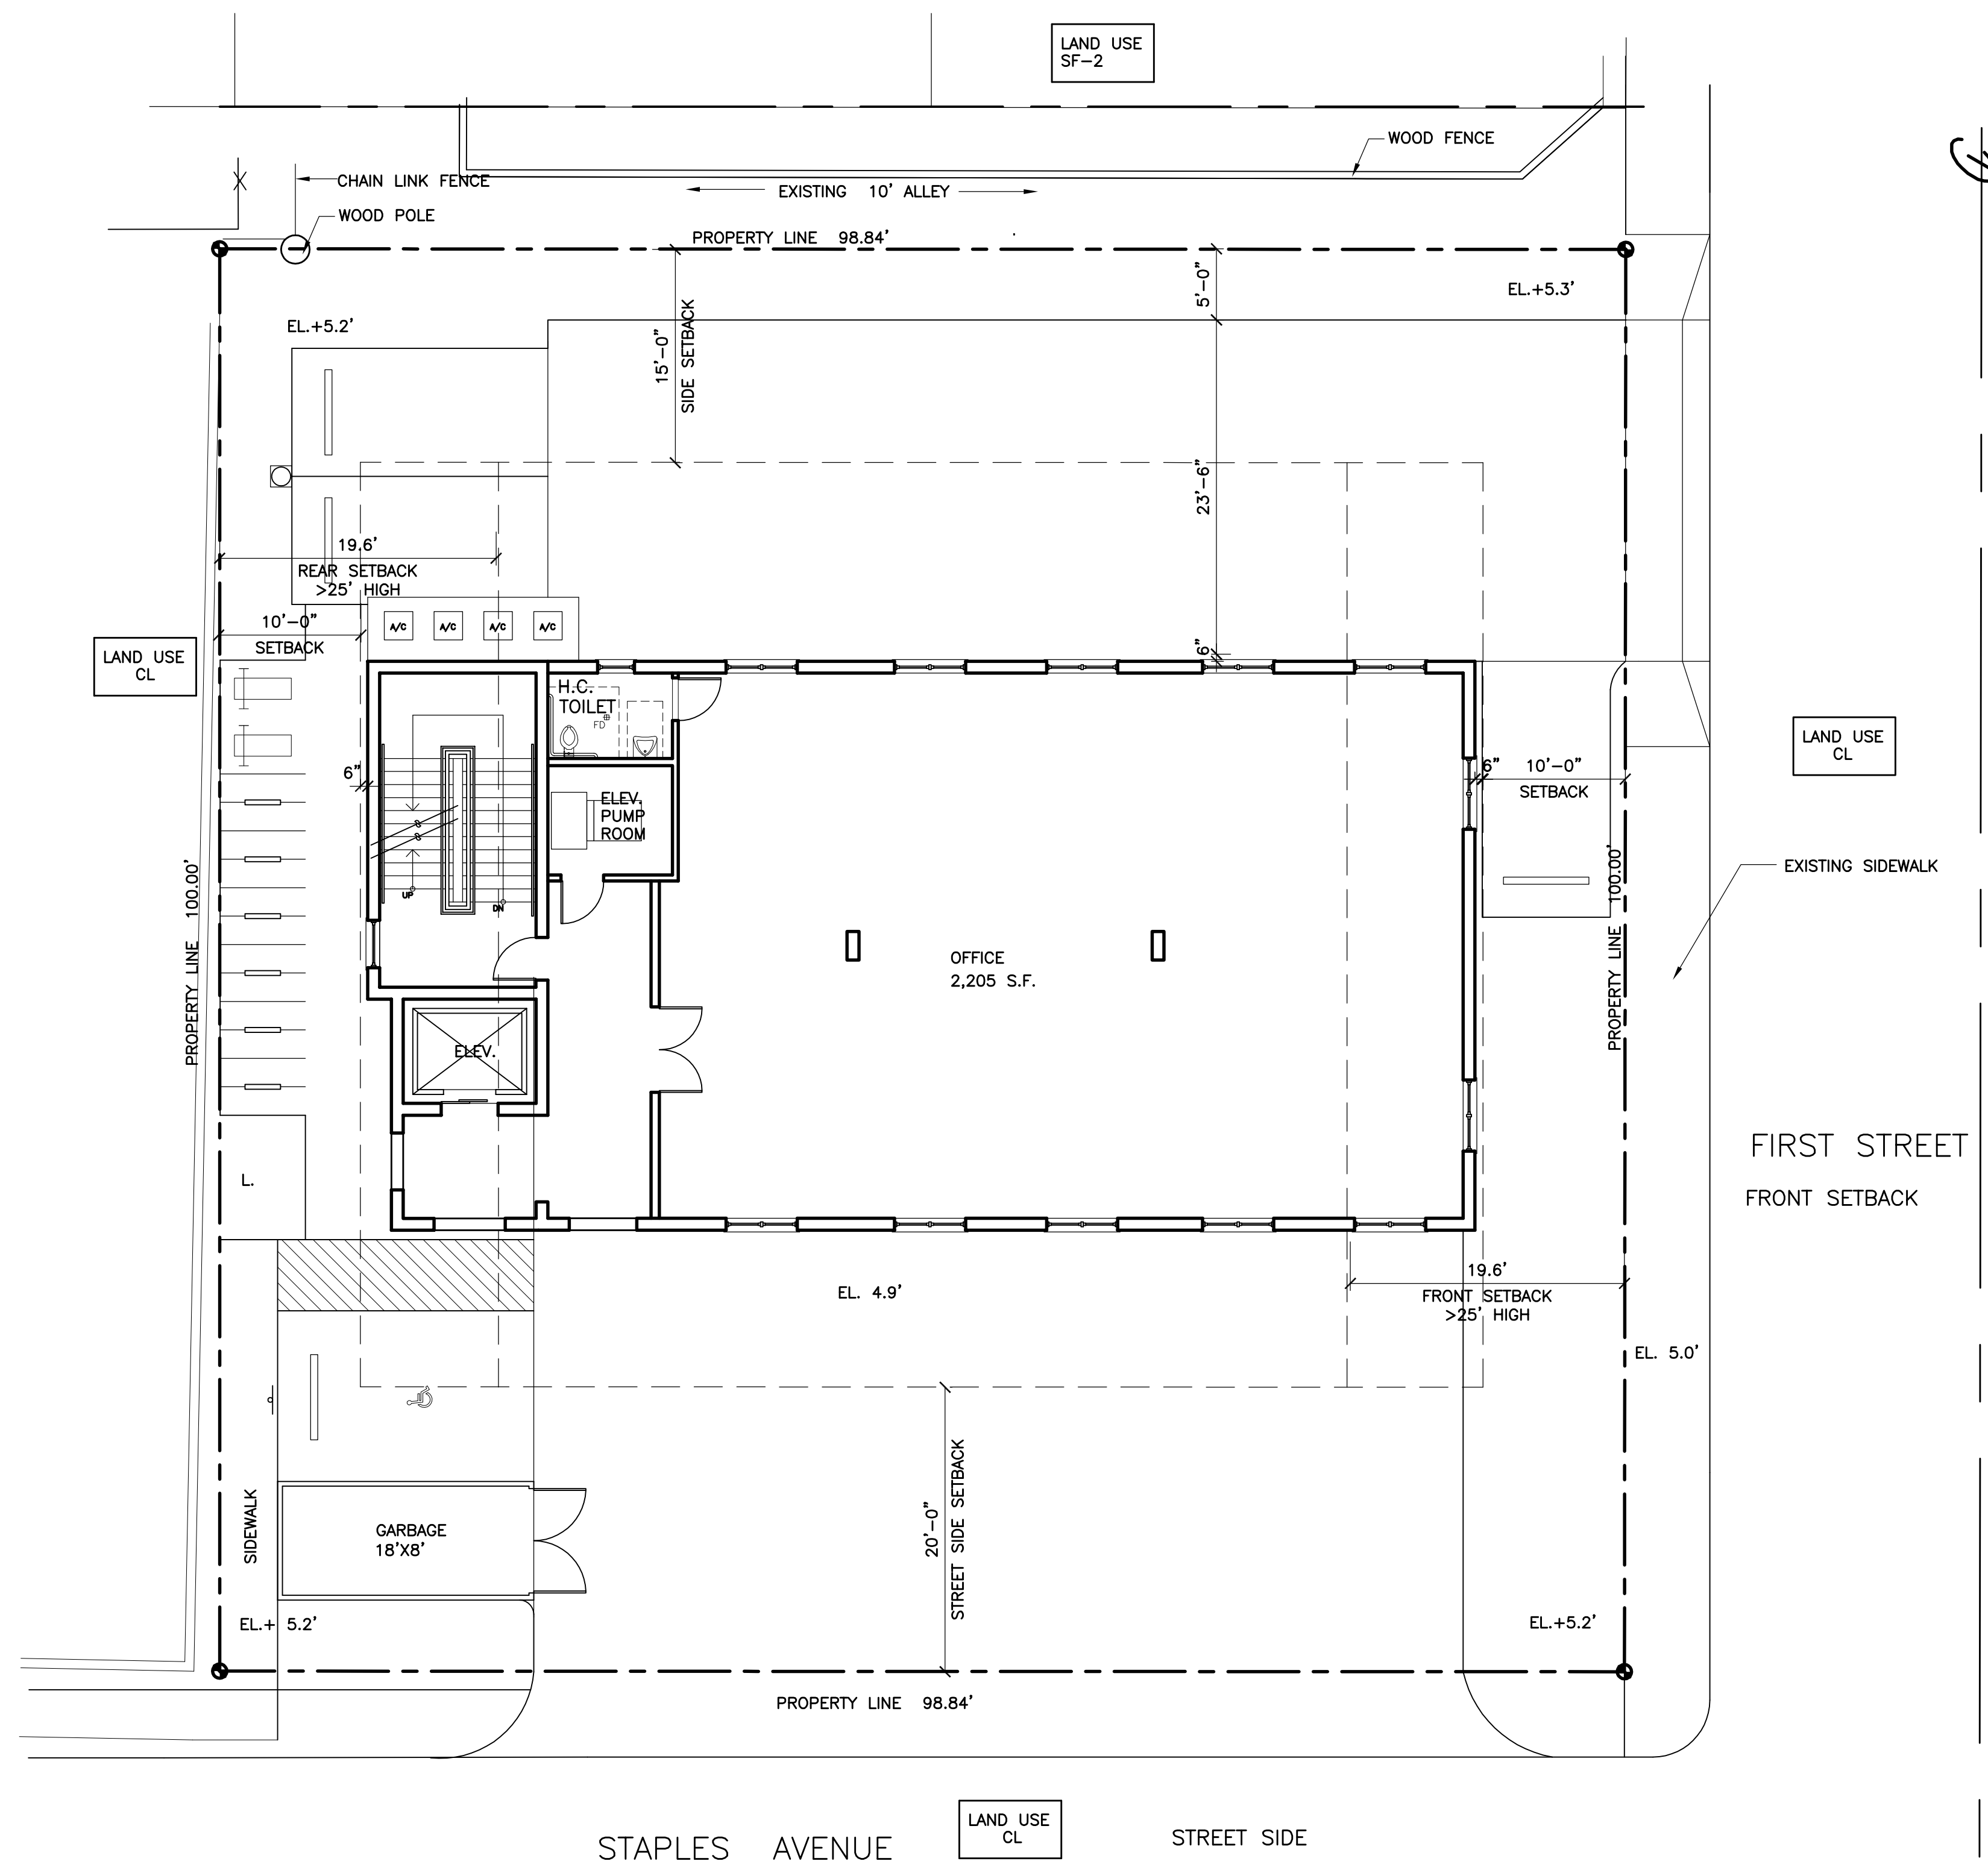 LAND USE
SF-2
WOOD FENCE
CHAIN LINK FENCE
EXISTING 10' ALLEY
WOOD POLE
PROPERTY LINE 98.84'
5'-0"
EL.+5.3'
EL.+5.2'
15'-0"
SIDE SETBACK
23'-6"
19.6'
REAR SETBACK
>25' HIGH
10'-0"
SETBACK
A/C
A/C
A/C
A/C
6"
LAND USE
CL
H.C.
TOILET
FD
LAND USE
CL
6"
6"
10'-0"
SETBACK
ELEV.
PUMP
ROOM
EXISTING SIDEWALK
UP
DN
PROPERTY LINE 100.00'
PROPERTY LINE 100.00'
OFFICE
2,205 S.F.
ELEV.
FIRST STREET
L.
FRONT SETBACK
19.6'
FRONT SETBACK
>25' HIGH
EL. 4.9'
EL. 5.0'
20'-0"
STREET SIDE SETBACK
SIDEWALK
GARBAGE
18'X8'
EL.+ 5.2'
EL.+5.2'
PROPERTY LINE 98.84'
LAND USE
CL
STAPLES AVENUE
STREET SIDE